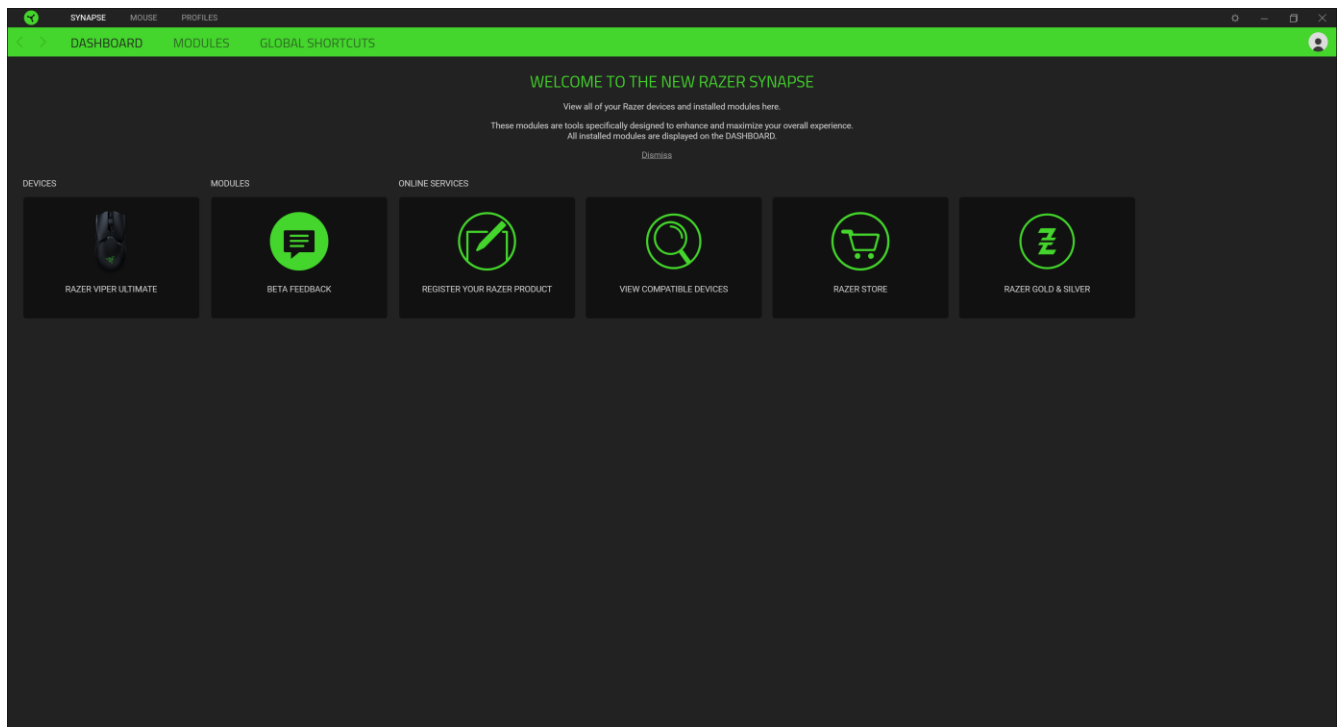 SYNAPSE MOUSE PROFILES
DASHBOARD MODULES GLOBAL SHORTCUTS
WELCOME TO THE NEW RAZER SYNAPSE
View all of your Razer devices and installed modules here.
These modules are tools specifically designed to enhance and maximize your overall experience.
All installed modules are displayed on the DASHBOARD.
Dismiss
DEVICES MODULES ONLINE SERVICES
RAZER VIPER ULTIMATE BETA FEEDBACK REGISTER YOUR RAZER PRODUCT VIEW COMPATIBLE DEVICES RAZER STORE RAZER GOLD & SILVER